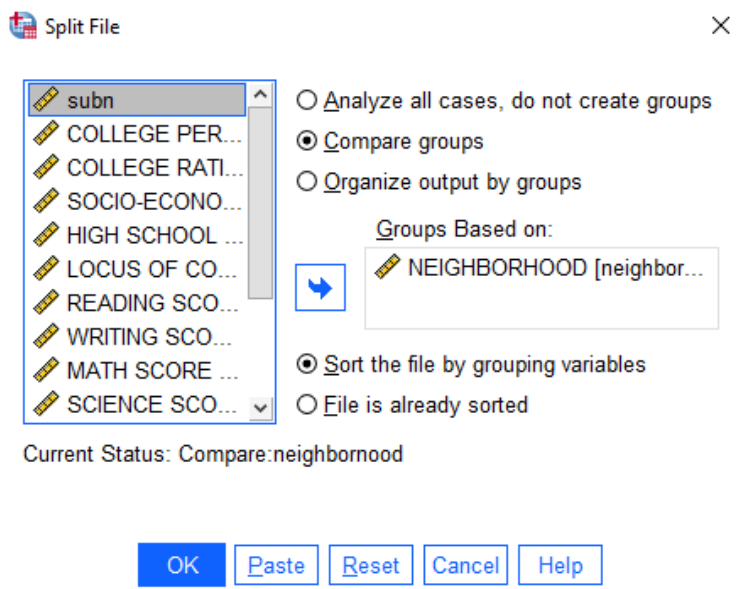 Split File
subn
COLLEGE PER...
COLLEGE RATI...
SOCIO-ECONO...
HIGH SCHOOL ...
LOCUS OF CO...
READING SCO...
WRITING SCO...
MATH SCORE ...
SCIENCE SCO...
Analyze all cases, do not create groups
Compare groups
Organize output by groups
Groups Based on:
NEIGHBORHOOD [neighbor...
Sort the file by grouping variables
File is already sorted
Current Status: Compare:neighbornood
OK Paste Reset Cancel Help